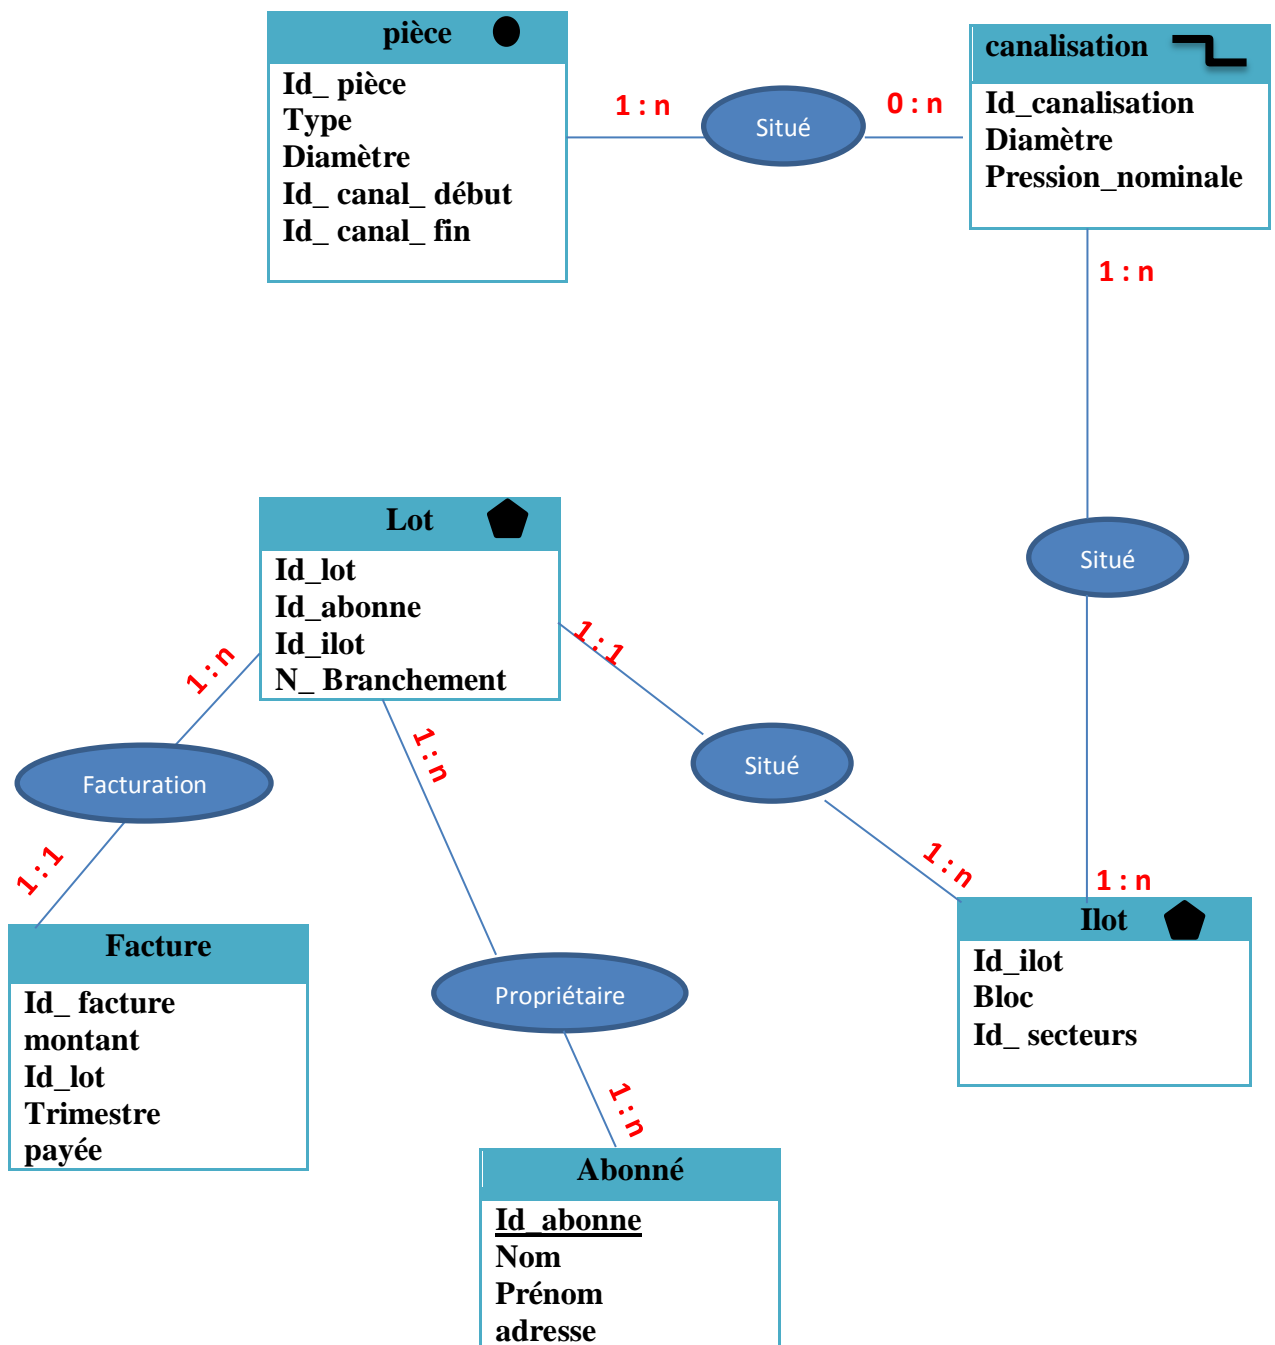 pièce
Id_ pièce
Type
Diamètre
Id_ canal_ début
Id_ canal_ fin
1 : n
Situé
0 : n
canalisation
Id_canalisation
Diamètre
Pression_nominale
1 : n
Situé
1 : n
Lot
Id_lot
Id_abonne
Id_ilot
N_ Branchement
1 : n
Facturation
1 : 1
1 : n
Propriétaire
1 : n
1 : 1
Situé
1 : n
Facture
Id_ facture
montant
Id_lot
Trimestre
payée
Ilot
Id_ilot
Bloc
Id_ secteurs
Abonné
Id_abonne
Nom
Prénom
adresse